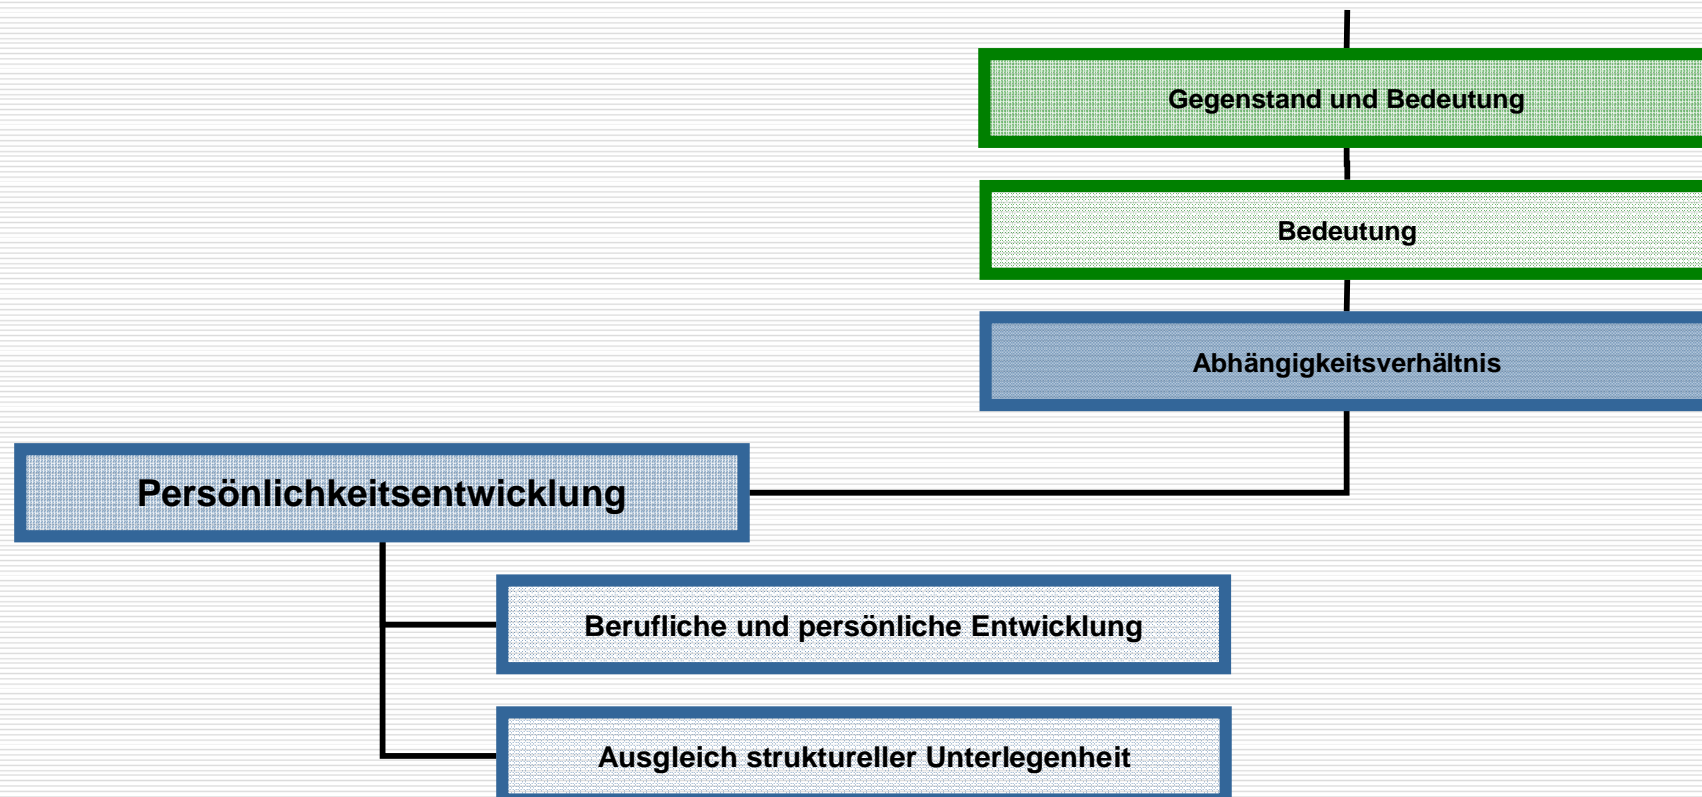 Gegenstand und Bedeutung
Bedeutung
Abhängigkeitsverhältnis
Persönlichkeitsentwicklung
Berufliche und persönliche Entwicklung
Ausgleich struktureller Unterlegenheit